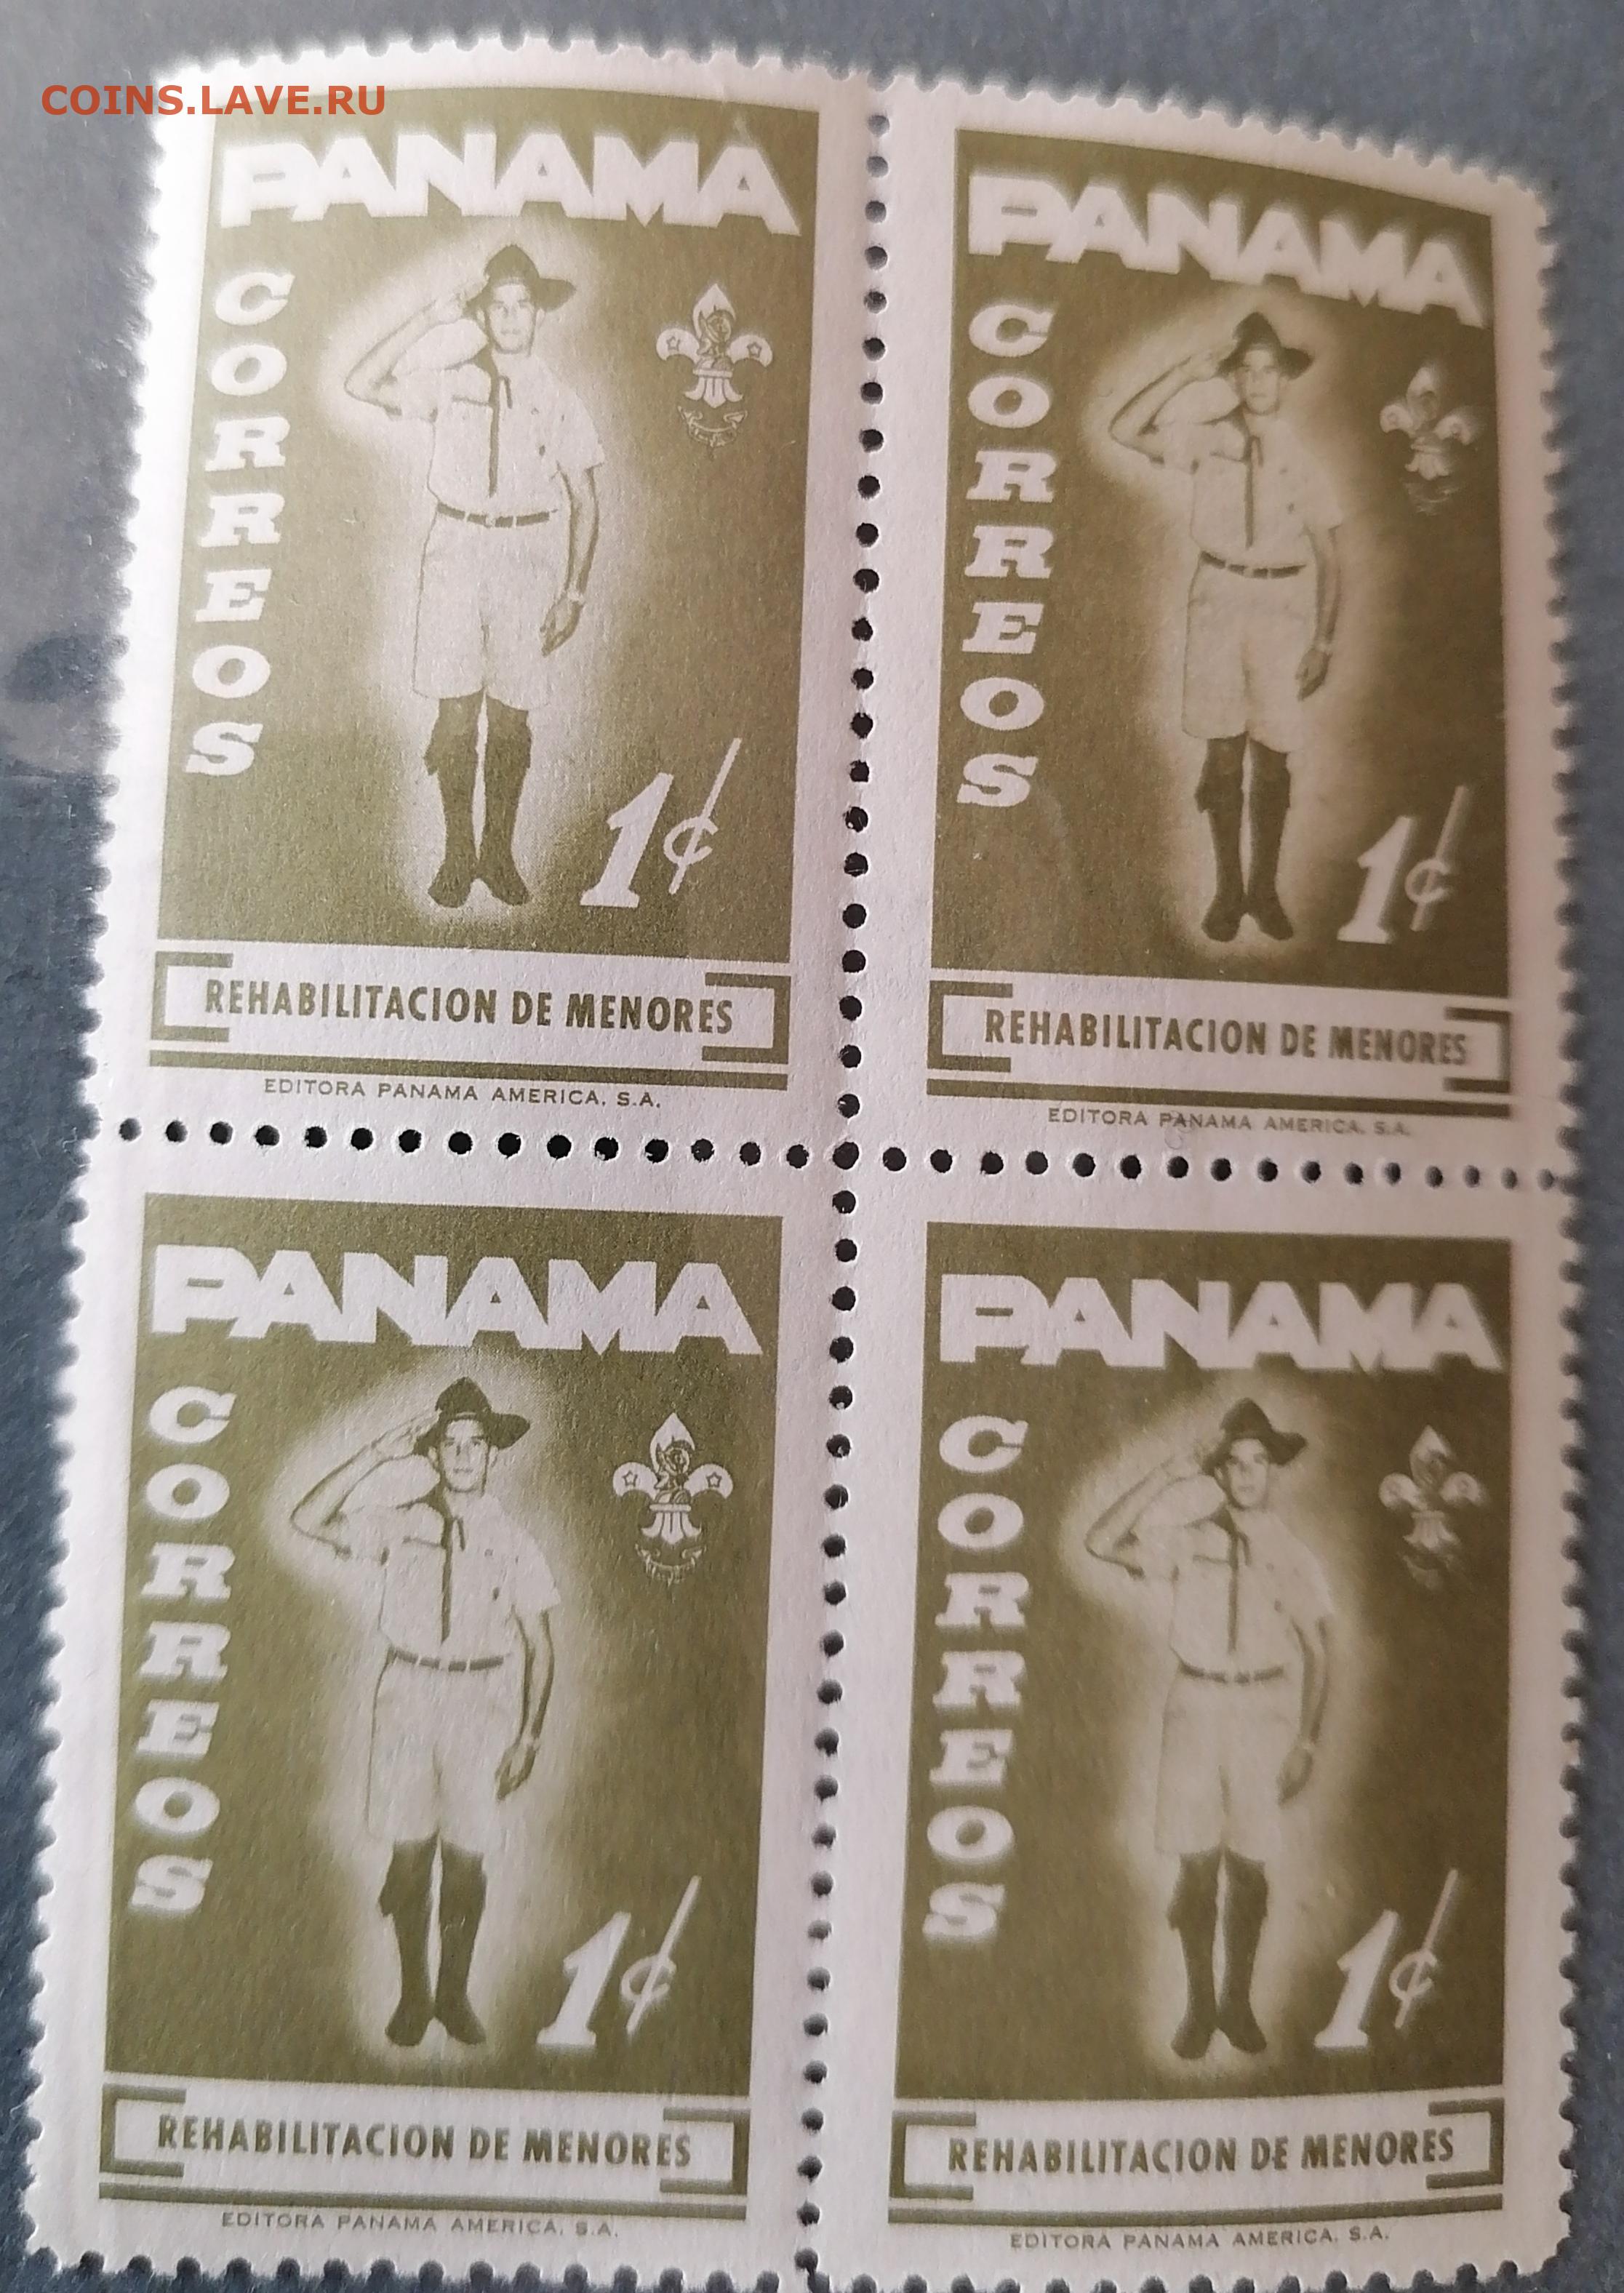 COINS.LAVE.RU
PANAMA
CORREOS
1¢
REHABILITACION DE MENORES
EDITORA PANAMA AMERICA, S.A.
PANAMA
CORREOS
1¢
REHABILITACION DE MENORES
EDITORA PANAMA AMERICA, S.A.
PANAMA
CORREOS
1¢
REHABILITACION DE MENORES
EDITORA PANAMA AMERICA, S.A.
PANAMA
CORREOS
1¢
REHABILITACION DE MENORES
EDITORA PANAMA AMERICA, S.A.